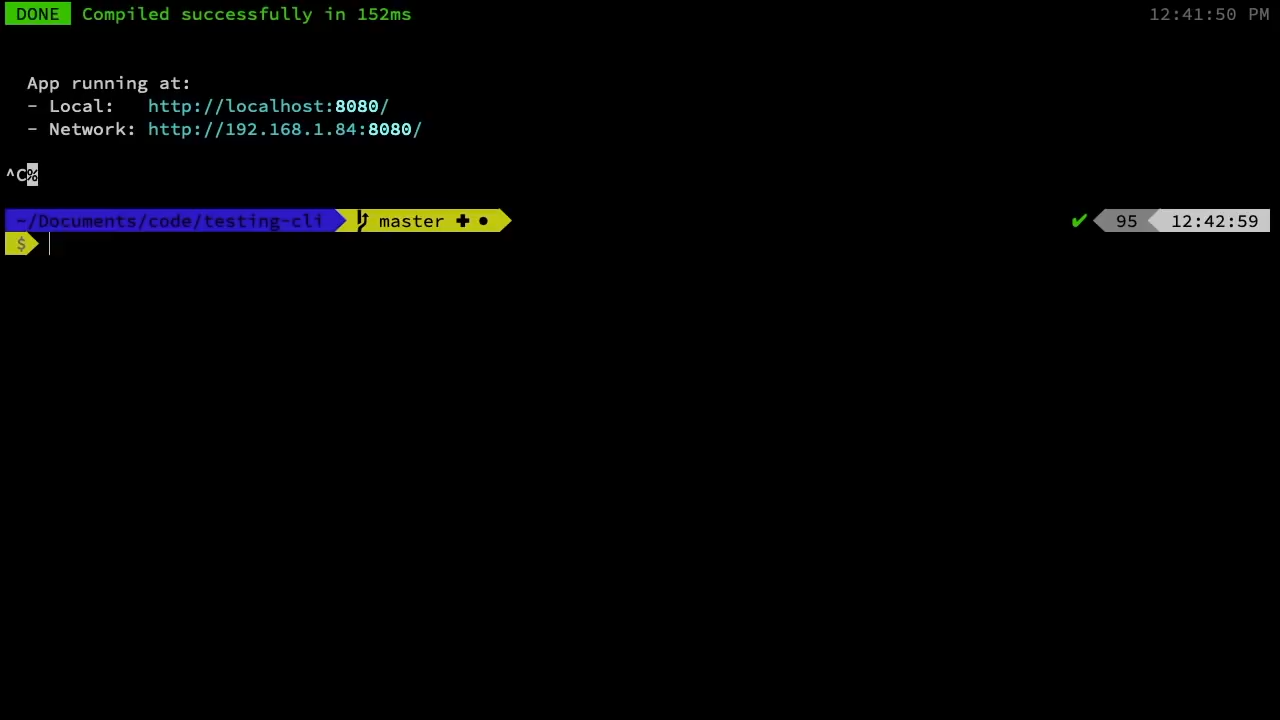 DONE Compiled successfully in 152ms 12:41:50 PM
App running at:
- Local: http://localhost:8080/
- Network: http://192.168.1.84:8080/
^C%
~/Documents/code/testing-cli master ✚ ● ✔ 95 12:42:59
$